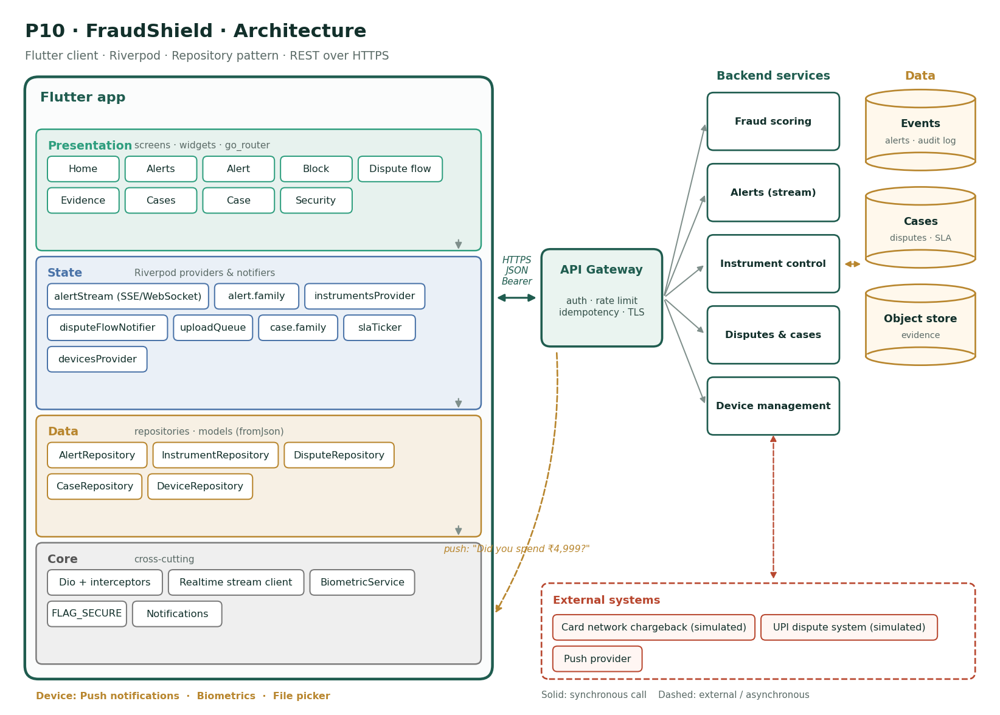 P10 · FraudShield · Architecture
Flutter client · Riverpod · Repository pattern · REST over HTTPS
Flutter app
Presentation screens · widgets · go_router
Home Alerts Alert Block Dispute flow
Evidence Cases Case Security
State Riverpod providers & notifiers
alertStream (SSE/WebSocket) alert.family instrumentsProvider
disputeFlowNotifier uploadQueue case.family slaTicker
devicesProvider
Data repositories · models (fromJson)
AlertRepository InstrumentRepository DisputeRepository
CaseRepository DeviceRepository
Core cross-cutting
Dio + interceptors Realtime stream client BiometricService
FLAG_SECURE Notifications
Device: Push notifications · Biometrics · File picker
HTTPS
JSON
Bearer
API Gateway
auth · rate limit
idempotency · TLS
push: "Did you spend ₹4,999?"
Backend services
Fraud scoring
Alerts (stream)
Instrument control
Disputes & cases
Device management
Data
Events
alerts · audit log
Cases
disputes · SLA
Object store
evidence
External systems
Card network chargeback (simulated) UPI dispute system (simulated)
Push provider
Solid: synchronous call Dashed: external / asynchronous